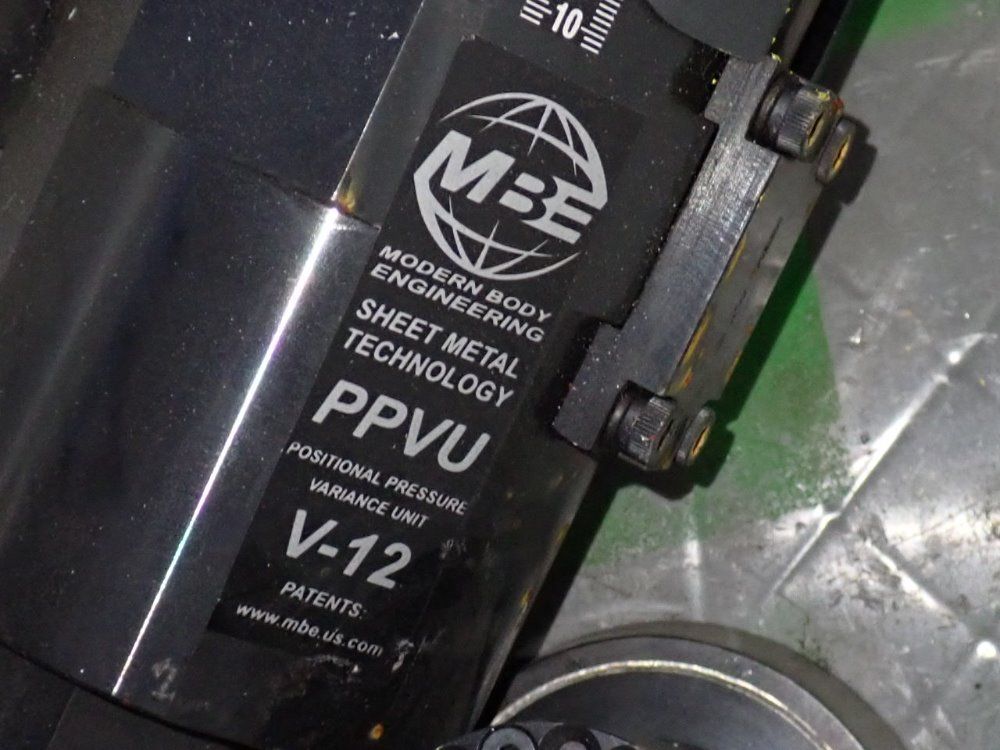 10
MBE
MODERN BODY
ENGINEERING
SHEET METAL
TECHNOLOGY
PPVU
POSITIONAL PRESSURE
VARIANCE UNIT
V-12
PATENTS:
www.mbe.us.com